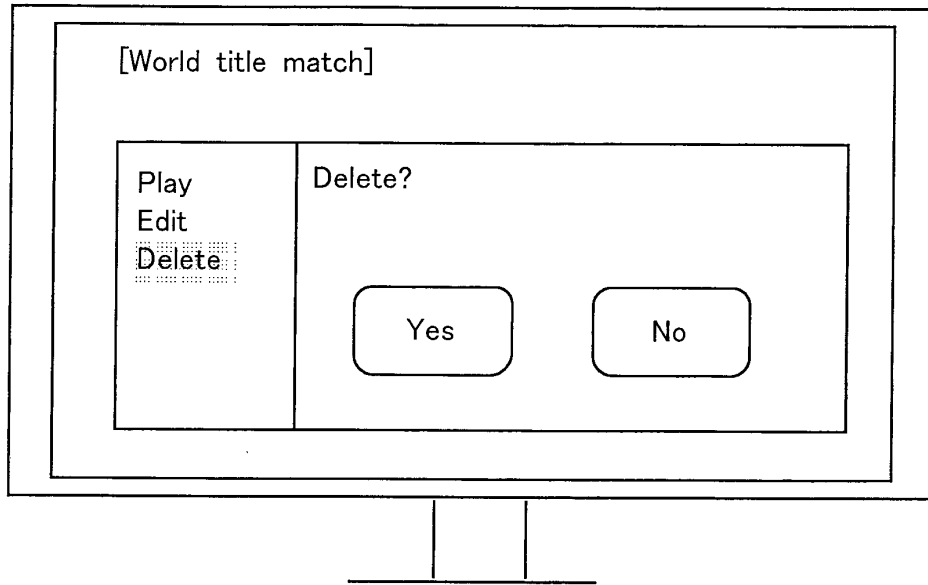 [World title match]
Play
Edit
Delete
Delete?
Yes No